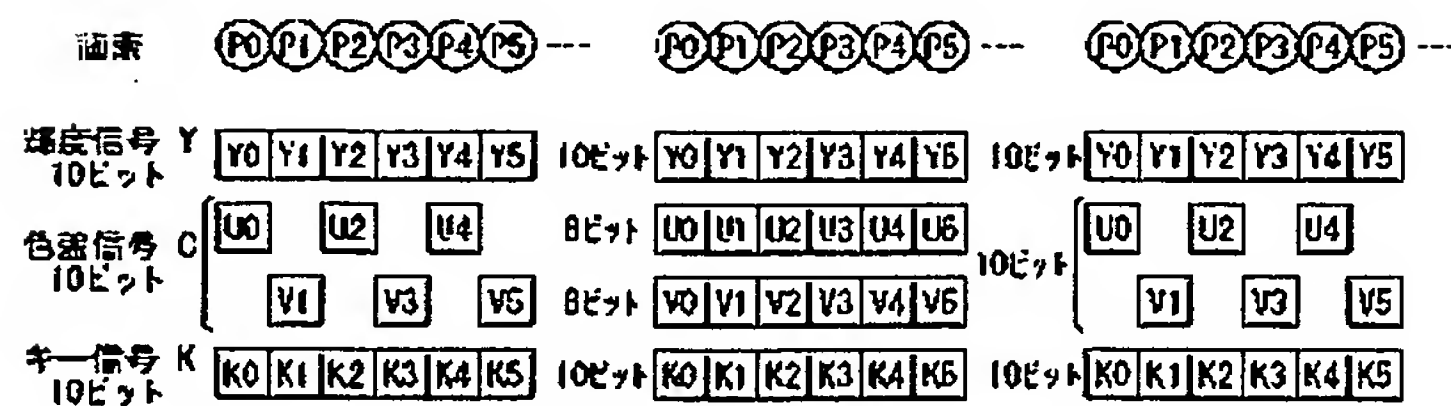 画素 P0 P1 P2 P3 P4 P5 --- P0 P1 P2 P3 P4 P5 --- P0 P1 P2 P3 P4 P5 ---
輝度信号 Y Y0 Y1 Y2 Y3 Y4 Y5 10ビット Y0 Y1 Y2 Y3 Y4 Y5 10ビット Y0 Y1 Y2 Y3 Y4 Y5
10ビット
U0 U2 U4 8ビット U0 U1 U2 U3 U4 U5 U0 U2 U4
色差信号 C
10ビット 10ビット
V1 V3 V5 8ビット V0 V1 V2 V3 V4 V5 V1 V3 V5
キー信号 K K0 K1 K2 K3 K4 K5 10ビット K0 K1 K2 K3 K4 K5 10ビット K0 K1 K2 K3 K4 K5
10ビット